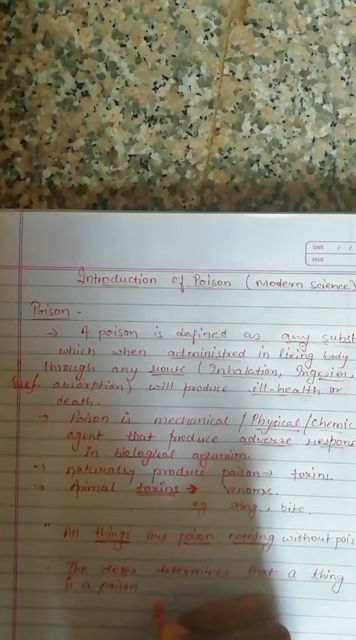 DATE / /
PAGE
Introduction of Poison (Modern Science)
Poison -
→ A poison is defined as any subst
which when administred in living body
through any route (Inhalation, Ingesion,
absorption) will produce ill-health or
death.
→ Poison is mechanical / Physical / chemic
agent that produce adverse respons
in biological organism.
→ naturally produce poison → toxins.
→ Animal toxins → venoms.
eg sting, bite.
"All things are poison nothing without pois
The dose determines that a thing
is a poison